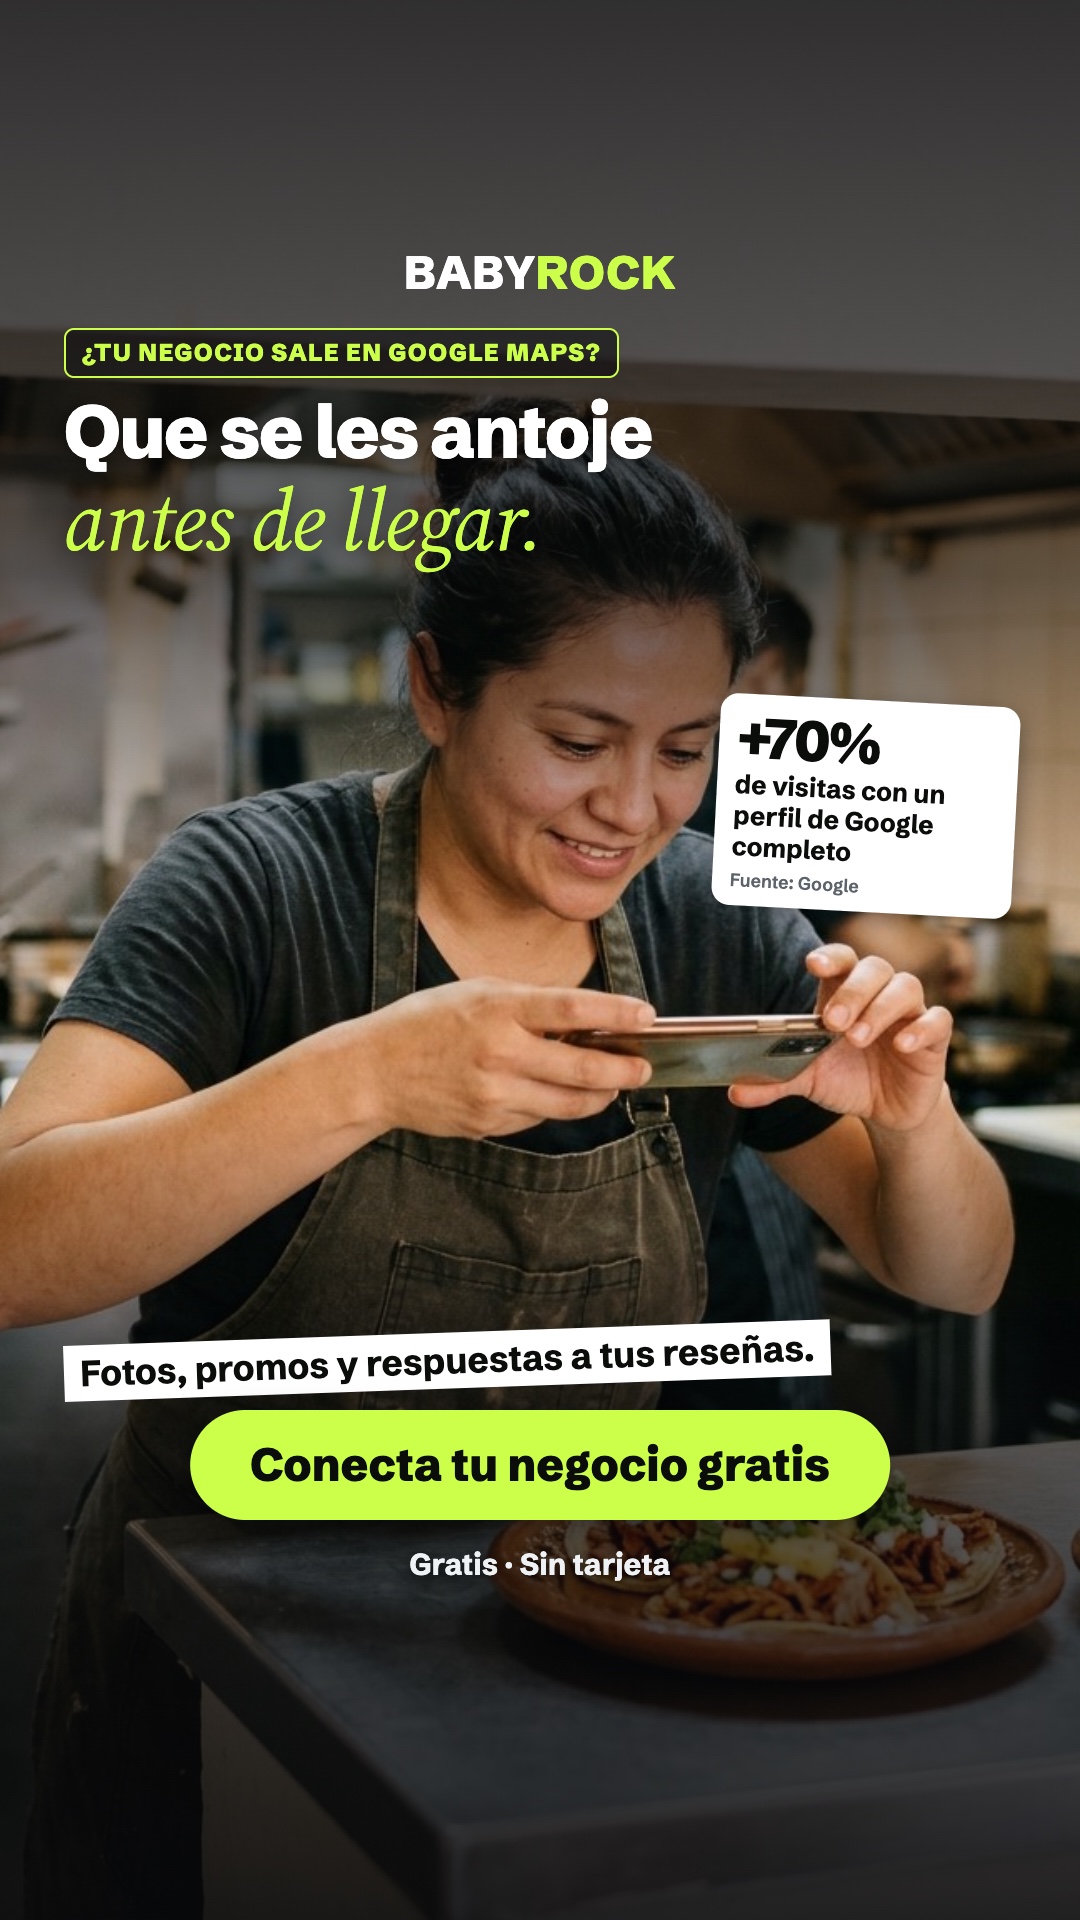 BABYROCK
¿TU NEGOCIO SALE EN GOOGLE MAPS?
Que se les antoje
antes de llegar.
+70%
de visitas con un
perfil de Google
completo
Fuente: Google
Fotos, promos y respuestas a tus reseñas.
Conecta tu negocio gratis
Gratis · Sin tarjeta